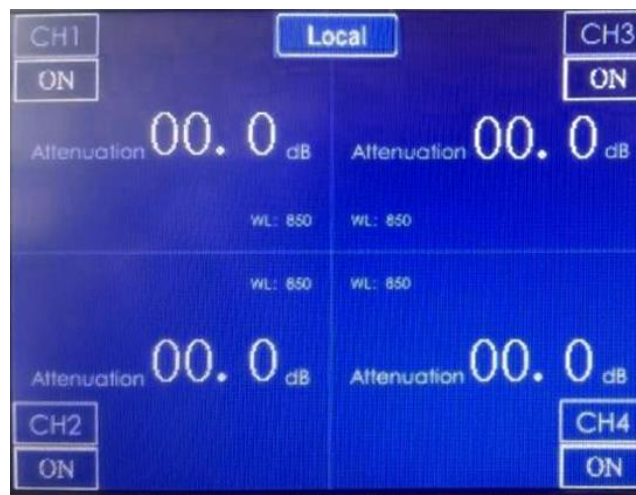 CH1 Local CH3
ON ON
Attenuation 00. 0 dB Attenuation 00. 0 dB
WL: 850 WL: 850
WL: 850 WL: 850
Attenuation 00. 0 dB Attenuation 00. 0 dB
CH2 CH4
ON ON